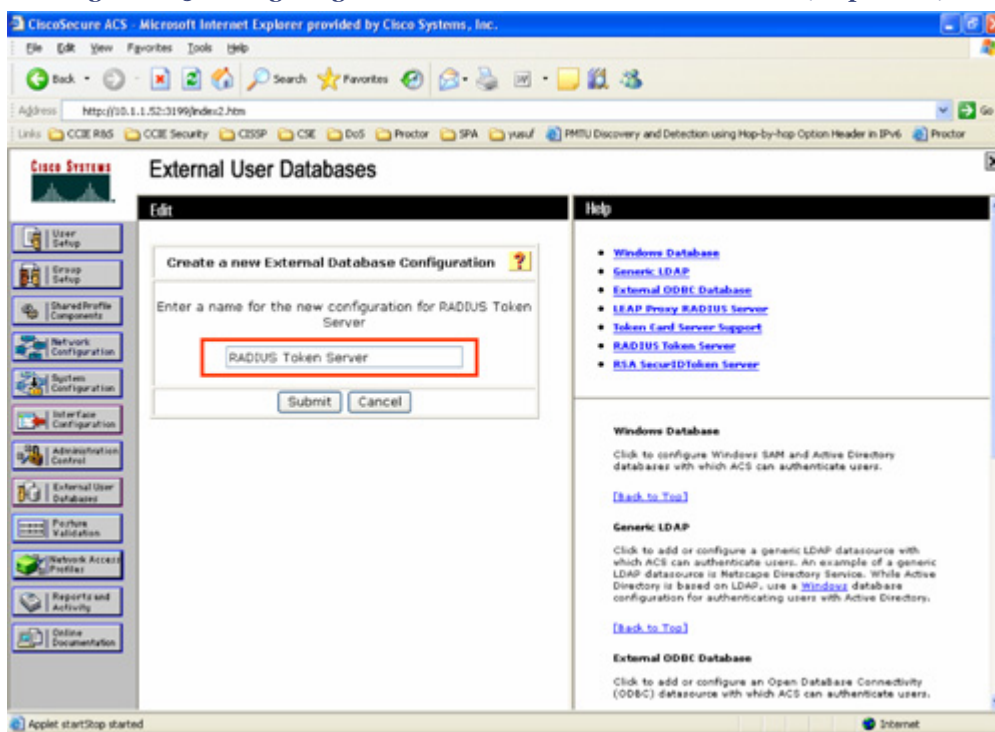 CiscoSecure ACS - Microsoft Internet Explorer provided by Cisco Systems, Inc.
File Edit View Favorites Tools Help
Back Search Favorites
Address http://10.1.1.52:3199/index2.htm Go
Links CCIE R&S CCIE Security CISSP CSE DoS Proctor SPA yusuf PMTU Discovery and Detection using Hop-by-hop Option Header in IPv6 Proctor
CISCO SYSTEMS
External User Databases
Edit
User Setup
Group Setup
Shared Profile Components
Network Configuration
System Configuration
Interface Configuration
Administration Control
External User Databases
Posture Validation
Network Access Profiles
Reports and Activity
Online Documentation
Create a new External Database Configuration ?
Enter a name for the new configuration for RADIUS Token
Server
RADIUS Token Server
Submit Cancel
Help
Windows Database
Generic LDAP
External ODBC Database
LEAP Proxy RADIUS Server
Token Card Server Support
RADIUS Token Server
RSA SecurIDToken Server
Windows Database
Click to configure Windows SAM and Active Directory
databases with which ACS can authenticate users.
[Back to Top]
Generic LDAP
Click to add or configure a generic LDAP datasource with
which ACS can authenticate users. An example of a generic
LDAP datasource is Netscape Directory Service. While Active
Directory is based on LDAP, use a Windows database
configuration for authenticating users with Active Directory.
[Back to Top]
External ODBC Database
Click to add or configure an Open Database Connectivity
(ODBC) datasource with which ACS can authenticate users.
Applet startStop started
Internet